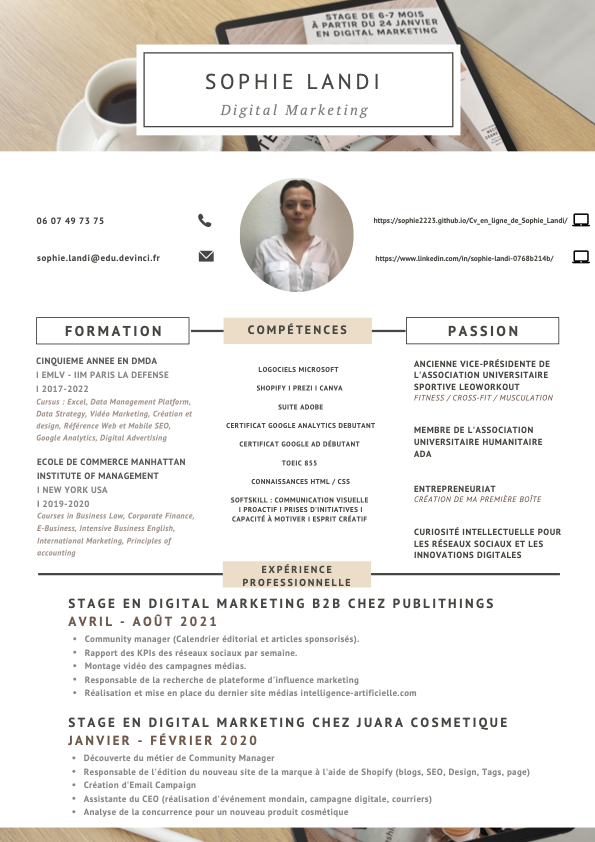 STAGE DE 6-7 MOIS
À PARTIR DU 24 JANVIER
EN DIGITAL MARKETING
SOPHIE LANDI
Digital Marketing
06 07 49 73 75
sophie.landi@edu.devinci.fr
https://sophie2223.github.io/Cv_en_ligne_de_Sophie_Landi/
https://www.linkedin.com/in/sophie-landi-0768b214b/
FORMATION
CINQUIEME ANNEE EN DMDA
I EMLV - IIM PARIS LA DEFENSE
I 2017-2022
Cursus : Excel, Data Management Platform,
Data Strategy, Vidéo Marketing, Création et
design, Référence Web et Mobile SEO,
Google Analytics, Digital Advertising
ECOLE DE COMMERCE MANHATTAN
INSTITUTE OF MANAGEMENT
I NEW YORK USA
I 2019-2020
Courses in Business Law, Corporate Finance,
E-Business, Intensive Business English,
International Marketing, Principles of
accounting
COMPÉTENCES
LOGOCIELS MICROSOFT
SHOPIFY I PREZI I CANVA
SUITE ADOBE
CERTIFICAT GOOGLE ANALYTICS DEBUTANT
CERTIFICAT GOOGLE AD DÉBUTANT
TOEIC 855
CONNAISSANCES HTML / CSS
SOFTSKILL : COMMUNICATION VISUELLE
I PROACTIF I PRISES D'INITIATIVES I
CAPACITÉ À MOTIVER I ESPRIT CRÉATIF
PASSION
ANCIENNE VICE-PRÉSIDENTE DE
L'ASSOCIATION UNIVERSITAIRE
SPORTIVE LEOWORKOUT
FITNESS / CROSS-FIT / MUSCULATION
MEMBRE DE L'ASSOCIATION
UNIVERSITAIRE HUMANITAIRE
ADA
ENTREPRENEURIAT
CRÉATION DE MA PREMIÈRE BOÎTE
CURIOSITÉ INTELLECTUELLE POUR
LES RÉSEAUX SOCIAUX ET LES
INNOVATIONS DIGITALES
EXPÉRIENCE
PROFESSIONNELLE
STAGE EN DIGITAL MARKETING B2B CHEZ PUBLITHINGS
AVRIL - AOÛT 2021
• Community manager (Calendrier éditorial et articles sponsorisés).
• Rapport des KPIs des réseaux sociaux par semaine.
• Montage vidéo des campagnes médias.
• Responsable de la recherche de plateforme d'influence marketing
• Réalisation et mise en place du dernier site médias intelligence-artificielle.com
STAGE EN DIGITAL MARKETING CHEZ JUARA COSMETIQUE
JANVIER - FÉVRIER 2020
• Découverte du métier de Community Manager
• Responsable de l'édition du nouveau site de la marque à l'aide de Shopify (blogs, SEO, Design, Tags, page)
• Création d'Email Campaign
• Assistante du CEO (réalisation d'événement mondain, campagne digitale, courriers)
• Analyse de la concurrence pour un nouveau produit cosmétique